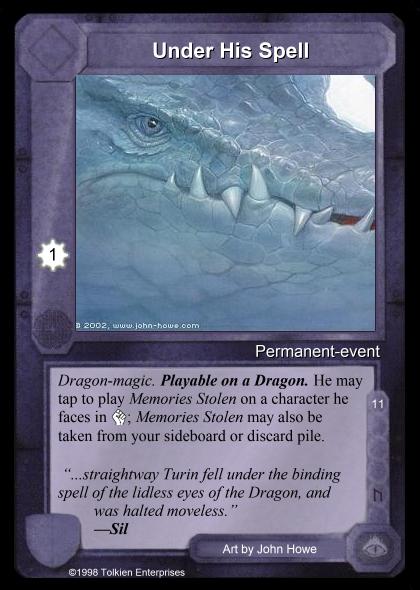 Under His Spell
1
© 2002, www.john-howe.com
Permanent-event
Dragon-magic. Playable on a Dragon. He may
tap to play Memories Stolen on a character he
faces in ; Memories Stolen may also be
taken from your sideboard or discard pile.
11
“...straightway Turin fell under the binding
spell of the lidless eyes of the Dragon, and
was halted moveless.”
—Sil
Art by John Howe
©1998 Tolkien Enterprises